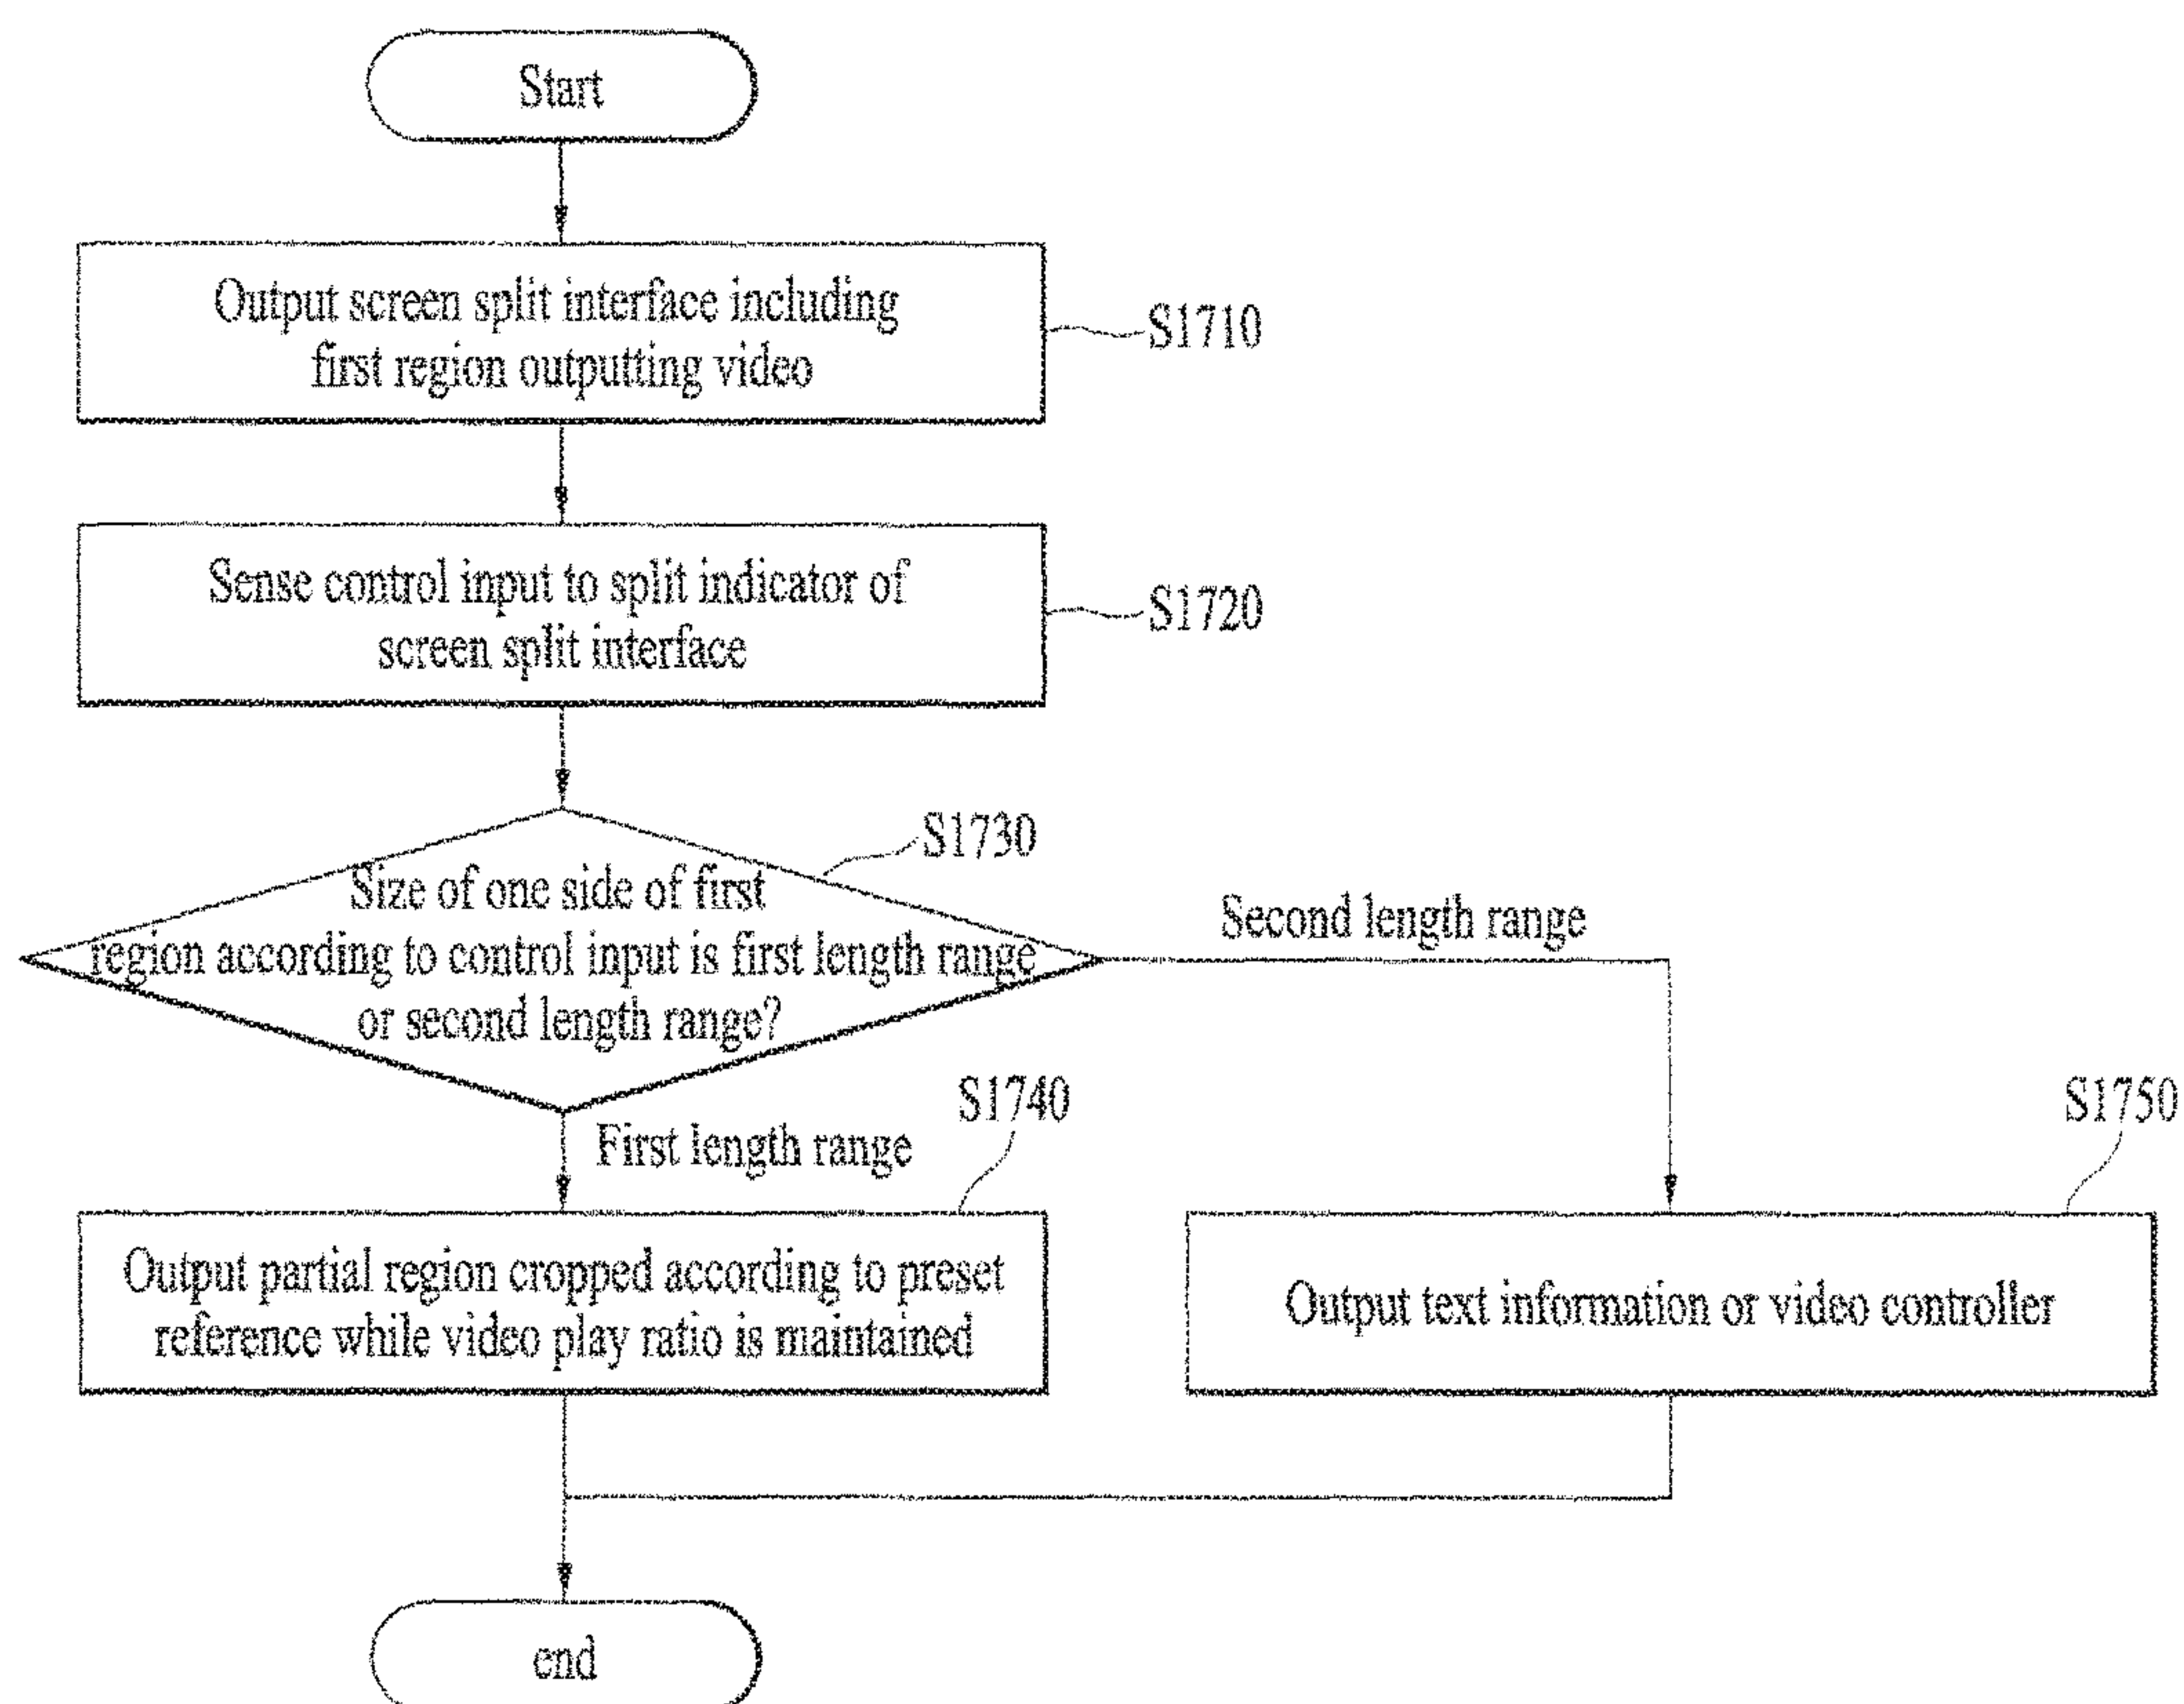 Start
Output screen split interface including
first region outputting video
S1710
Sense control input to split indicator of
screen split interface
S1720
S1730
Size of one side of first
region according to control input is first length range
or second length range?
Second length range
First length range
S1740
S1750
Output partial region cropped according to preset
reference while video play ratio is maintained
Output text information or video controller
end